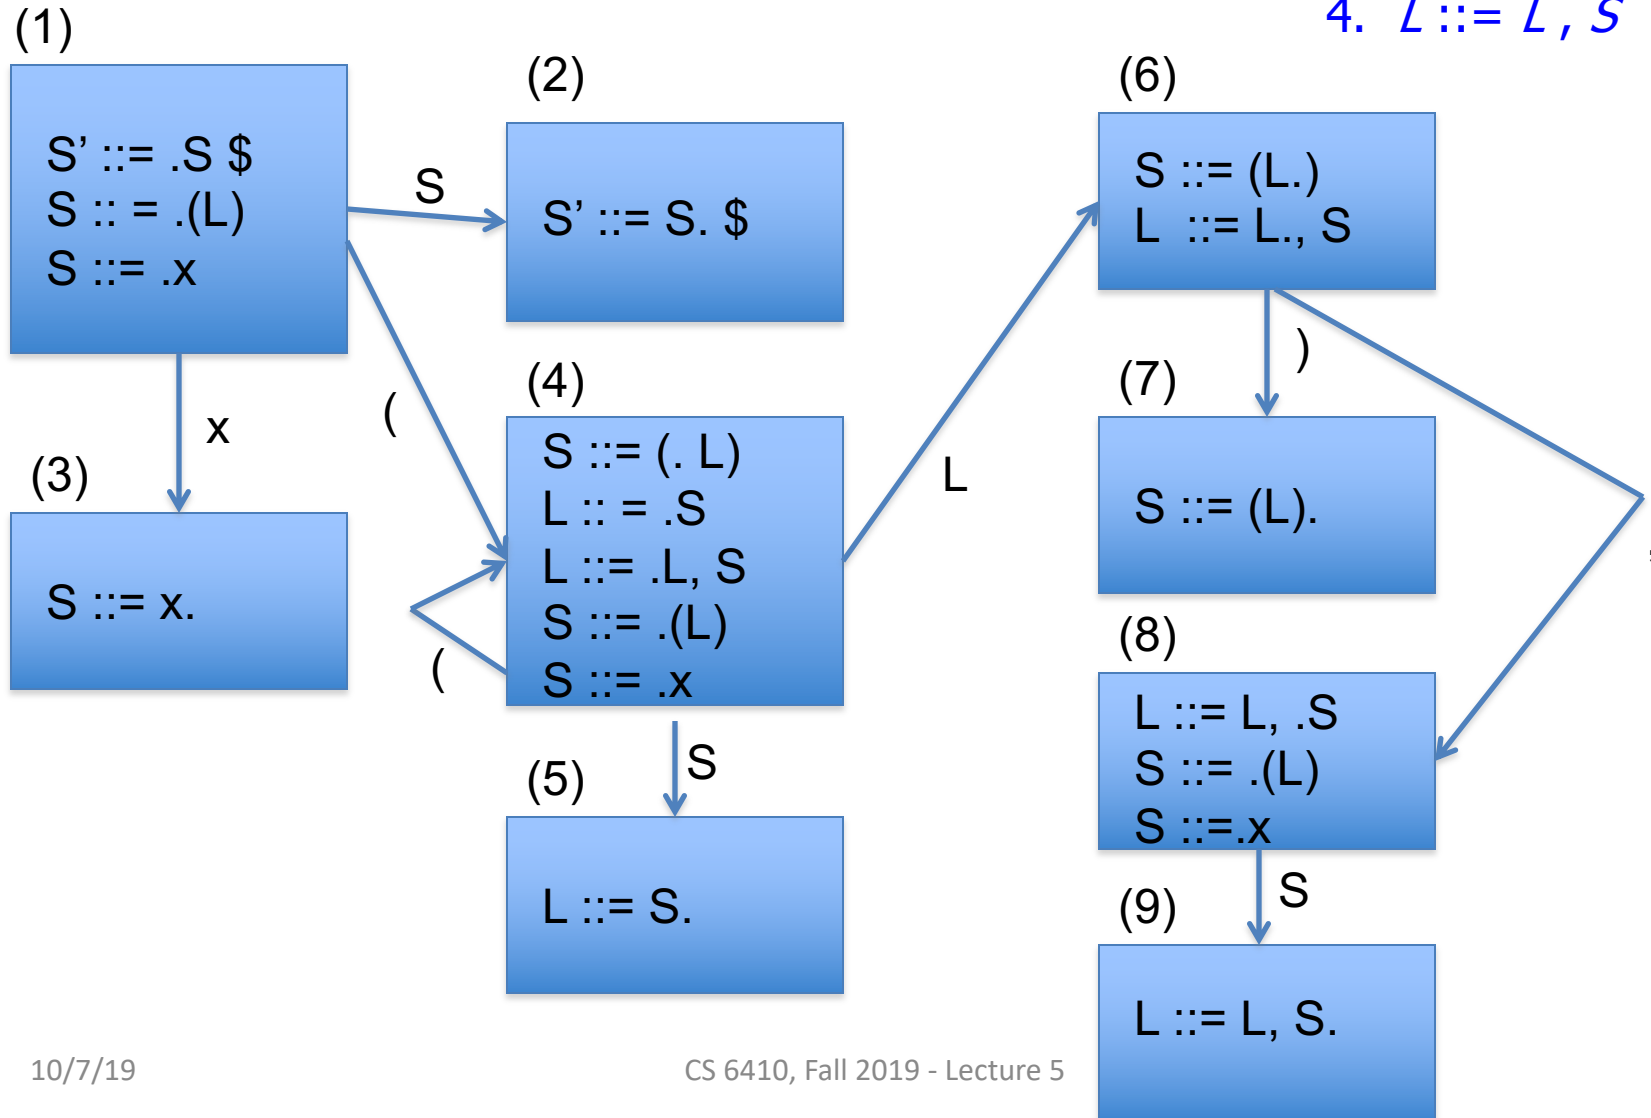 (1)
4. L ::= L , S
(2)
(6)
S’ ::= .S $
S :: = .(L)
S ::= .x
S
S’ ::= S. $
S ::= (L.)
L ::= L., S
x
(
(4)
L
)
(7)
(3)
S ::= x.
S ::= (. L)
L :: = .S
L ::= .L, S
S ::= .(L)
S ::= .x
(
S ::= (L).
(8)
S
(5)
L ::= S.
L ::= L, .S
S ::= .(L)
S ::=.x
S
(9)
L ::= L, S.
10/7/19
CS 6410, Fall 2019 - Lecture 5